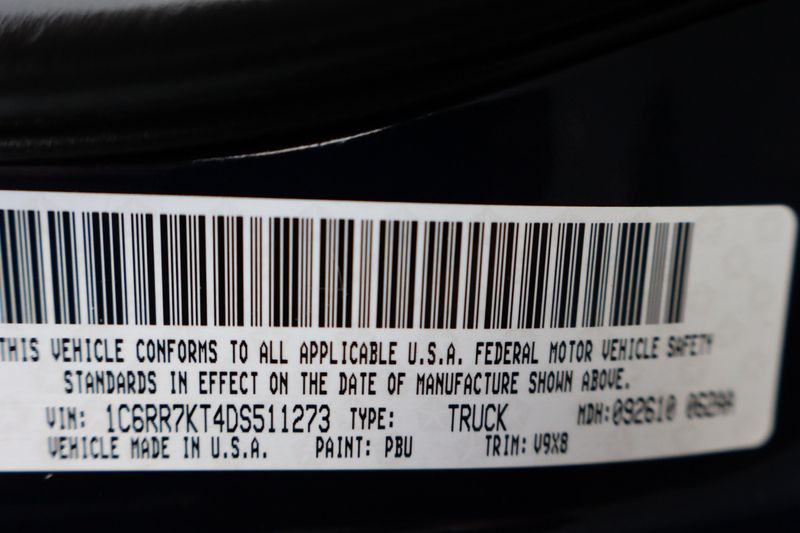 THIS VEHICLE CONFORMS TO ALL APPLICABLE U.S.A. FEDERAL MOTOR VEHICLE SAFETY
STANDARDS IN EFFECT ON THE DATE OF MANUFACTURE SHOWN ABOVE.
VIN: 1C6RR7KT4DS511273 TYPE: TRUCK MDH: 092610 062AA
VEHICLE MADE IN U.S.A. PAINT: PBU TRIM: V9X8